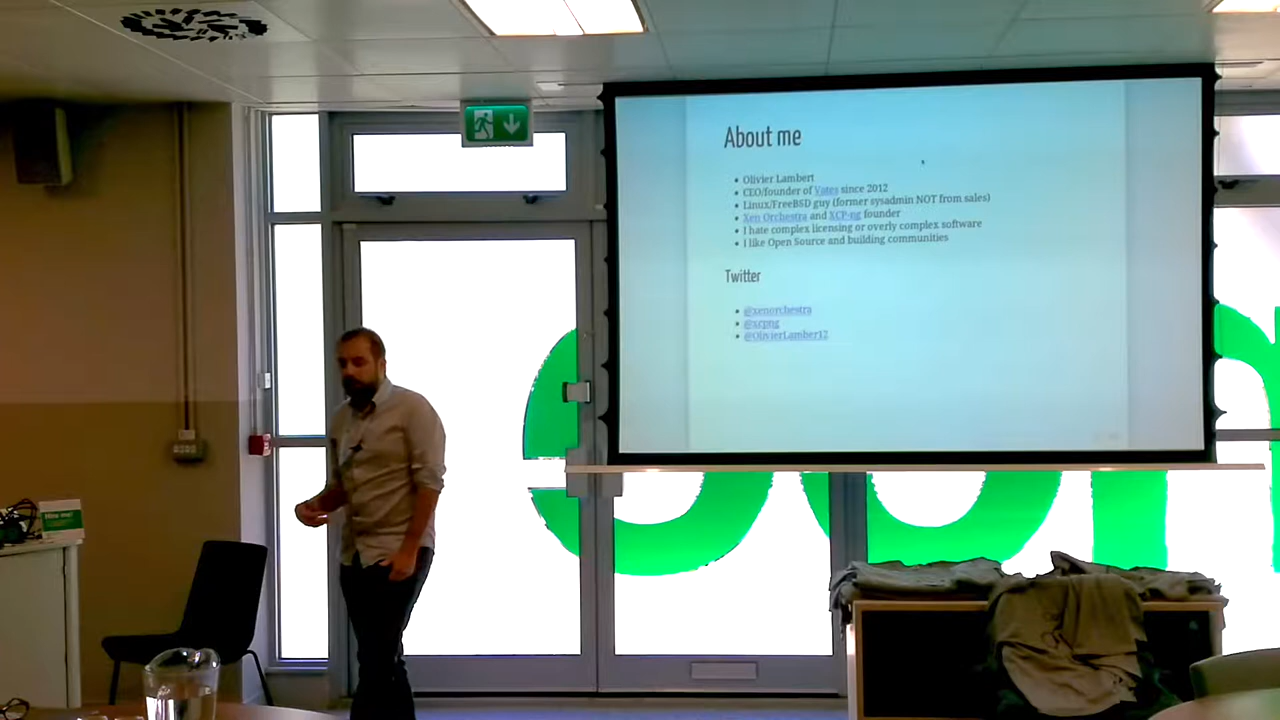 About me
Olivier Lambert
CEO/founder of Vates since 2012
Linux/FreeBSD guy (former sysadmin NOT from sales)
Xen Orchestra and XCP-ng founder
I hate complex licensing or overly complex software
I like Open Source and building communities
Twitter
@xenorchestra
@xcpng
@OlivierLamber12